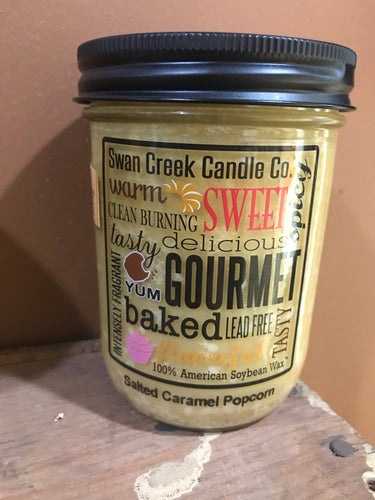 Swan Creek Candle Co.
warm
spicy
CLEAN BURNING
SWEET
tasty
delicious
INTENSELY FRAGRANT
YUM
GOURMET
baked
LEAD FREE
TASTY
flavorful
100% American Soybean Wax
Salted Caramel Popcorn